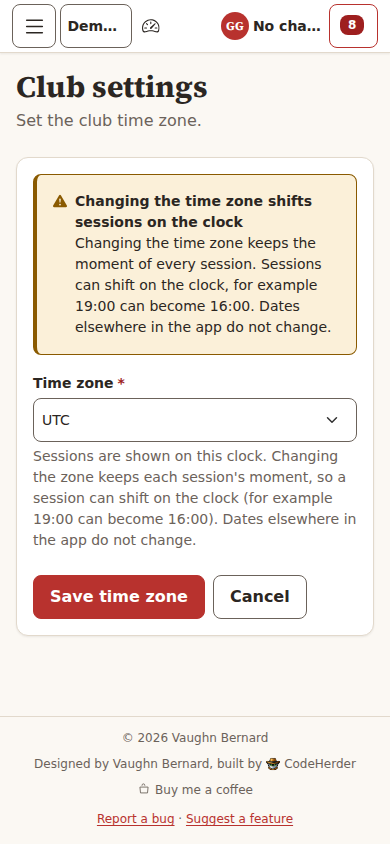 Dem…
GG No cha… 8
Club settings
Set the club time zone.
Changing the time zone shifts
sessions on the clock
Changing the time zone keeps the
moment of every session. Sessions
can shift on the clock, for example
19:00 can become 16:00. Dates
elsewhere in the app do not change.
Time zone *
UTC
Sessions are shown on this clock. Changing
the zone keeps each session's moment, so a
session can shift on the clock (for example
19:00 can become 16:00). Dates elsewhere in
the app do not change.
Save time zone Cancel
© 2026 Vaughn Bernard
Designed by Vaughn Bernard, built by CodeHerder
Buy me a coffee
Report a bug · Suggest a feature